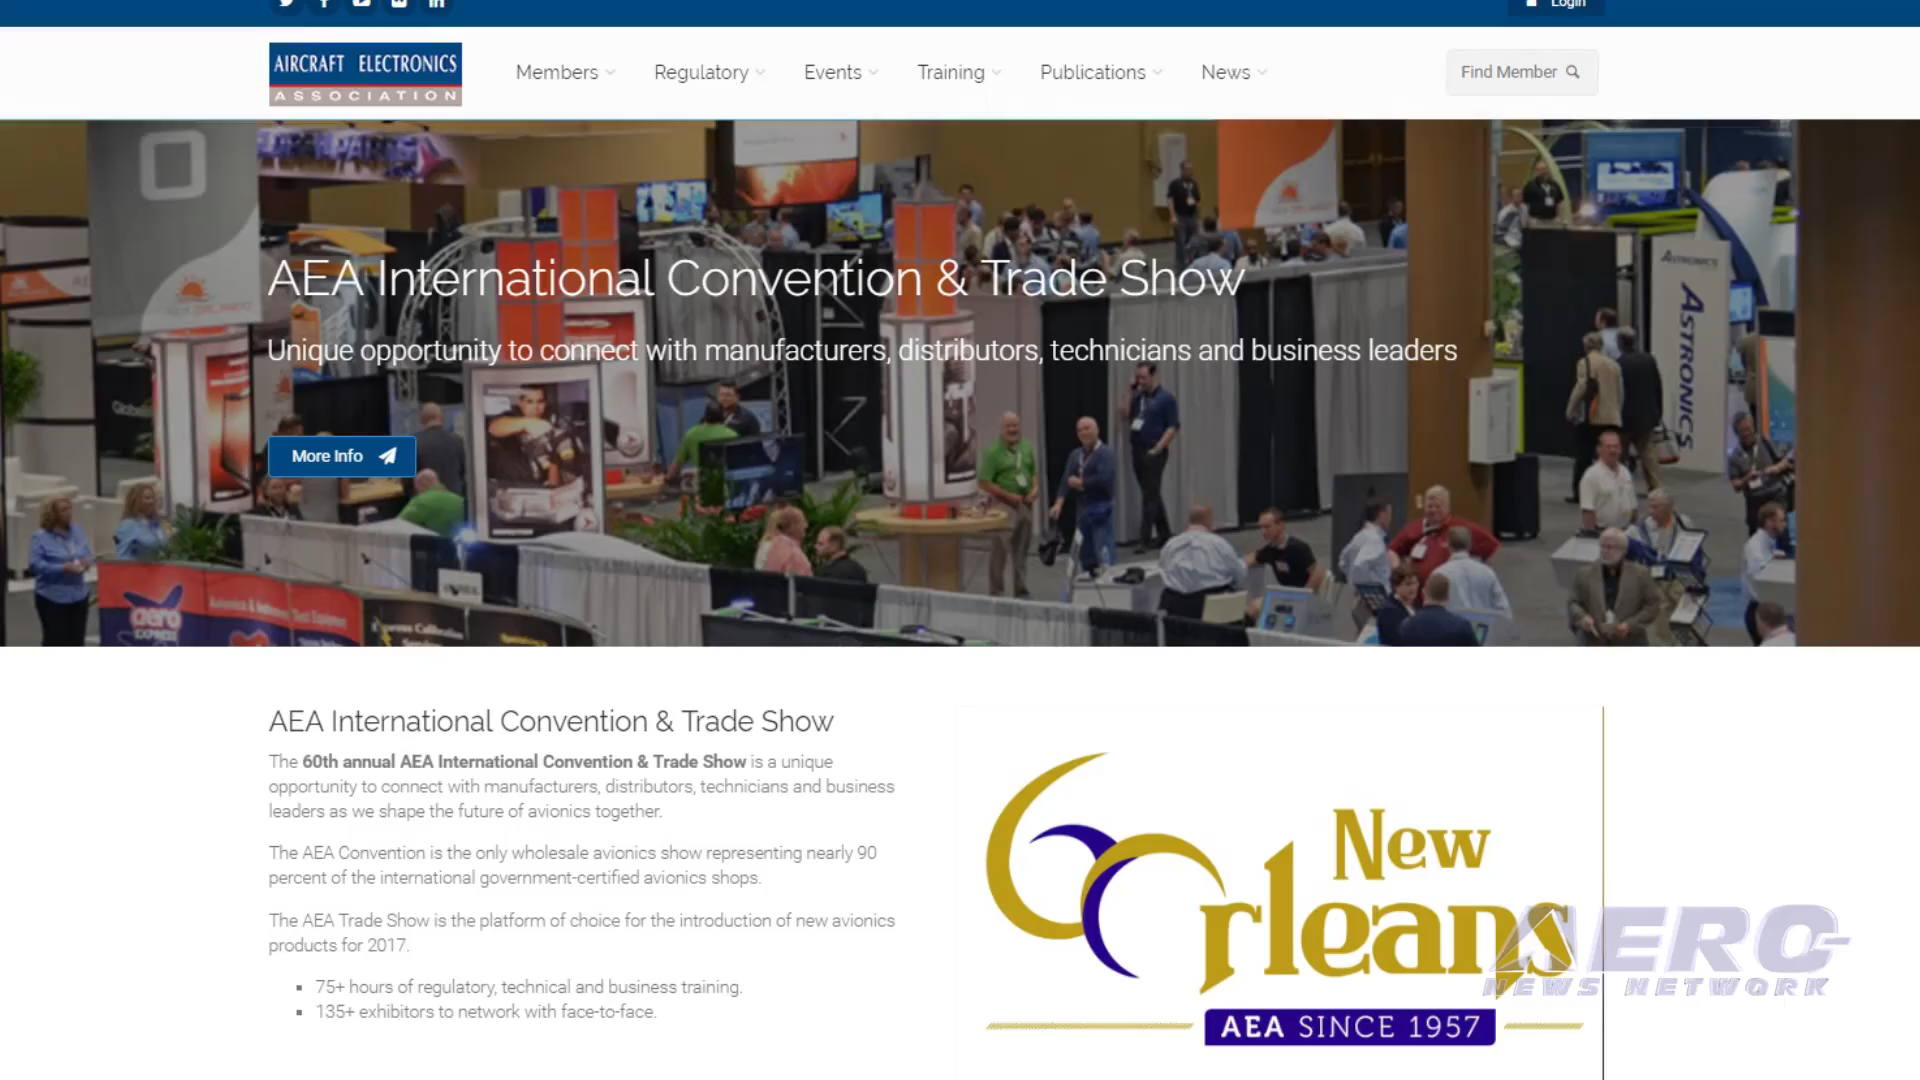 Login
AIRCRAFT ELECTRONICS
ASSOCIATION
Members
Regulatory
Events
Training
Publications
News
Find Member
AEA International Convention & Trade Show
Unique opportunity to connect with manufacturers, distributors, technicians and business leaders
More Info
ASTRONICS
ASTRONICS
aero
EXPRESS
AEA International Convention & Trade Show
The 60th annual AEA International Convention & Trade Show is a unique
opportunity to connect with manufacturers, distributors, technicians and business
leaders as we shape the future of avionics together.
The AEA Convention is the only wholesale avionics show representing nearly 90
percent of the international government-certified avionics shops.
The AEA Trade Show is the platform of choice for the introduction of new avionics
products for 2017.
75+ hours of regulatory, technical and business training.
135+ exhibitors to network with face-to-face.
60
New
Orleans
AEA SINCE 1957
AERO-
NEWS NETWORK